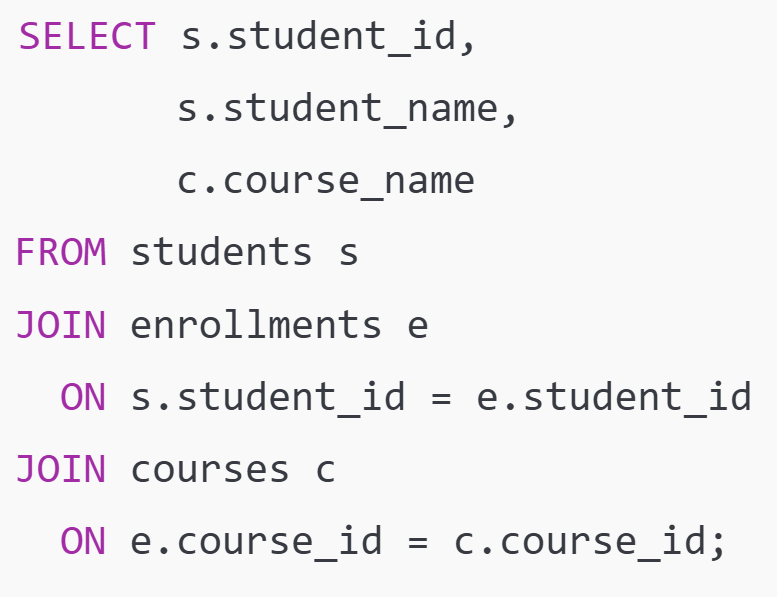 SELECT s.student_id,
       s.student_name,
       c.course_name
FROM students s
JOIN enrollments e
  ON s.student_id = e.student_id
JOIN courses c
  ON e.course_id = c.course_id;